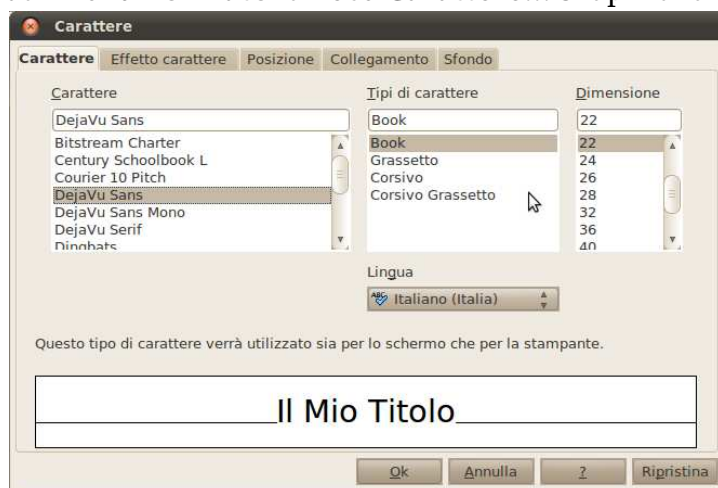 Carattere
Carattere Effetto carattere Posizione Collegamento Sfondo
Carattere Tipi di carattere Dimensione
DejaVu Sans Book 22
Bitstream Charter Book 22
Century Schoolbook L Grassetto 24
Courier 10 Pitch Corsivo 26
DejaVu Sans Corsivo Grassetto 28
DejaVu Sans Mono 32
DejaVu Serif 36
Dingbats 40
Lingua
ABC Italiano (Italia)
Questo tipo di carattere verrà utilizzato sia per lo schermo che per la stampante.
Il Mio Titolo
Ok Annulla ? Ripristina